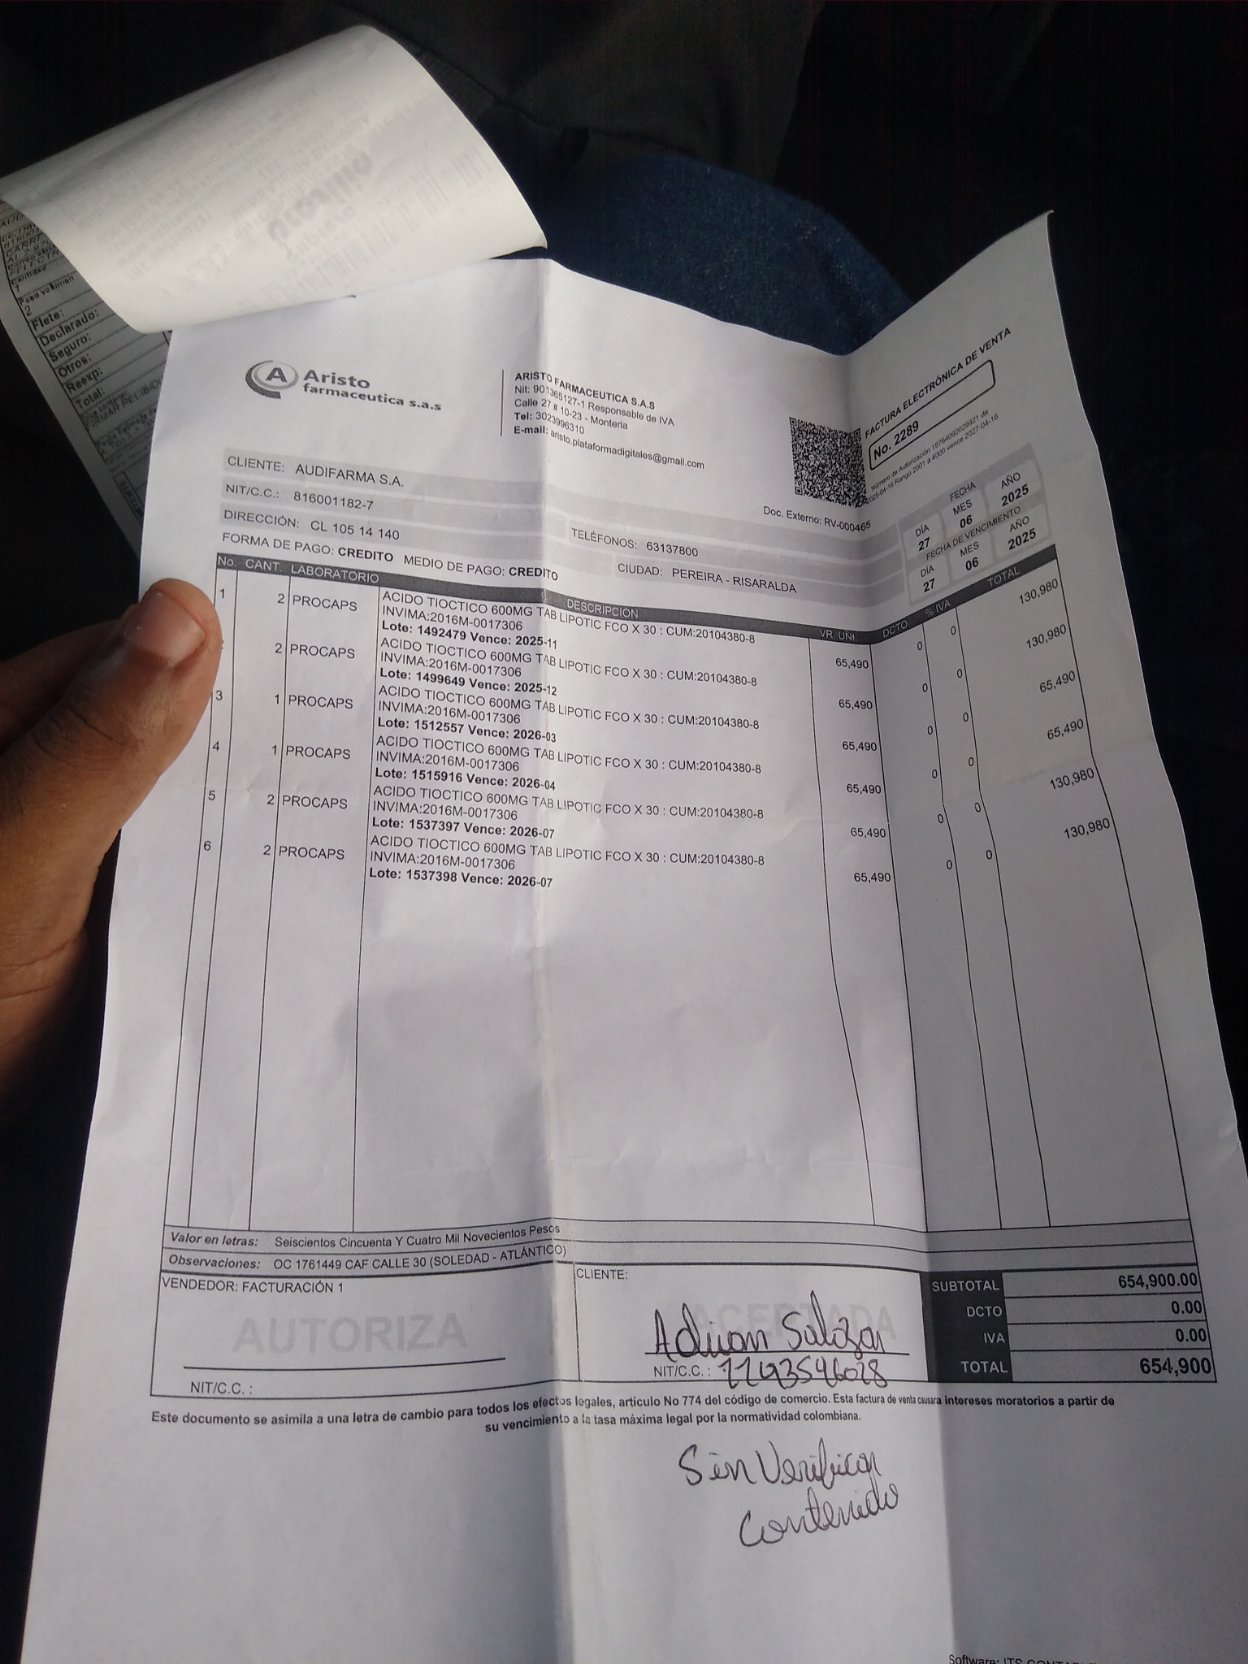 Flete:
Declarado:
Seguro:
Otros:
Reexp:
Total:
Aristo
farmaceutica s.a.s
ARISTO FARMACEUTICA S.A.S
Nit: 901365127-1 Responsable de IVA
Calle 27 # 10-23 - Monteria
Tel: 3023996310
E-mail: aristo.plataformadigitales@gmail.com
FACTURA ELECTRÓNICA DE VENTA
No. 2289
Doc. Externo: RV-000465
CLIENTE: AUDIFARMA S.A.
NIT/C.C.: 816001182-7
DIRECCIÓN: CL 105 14 140
TELÉFONOS: 63137800
CIUDAD: PEREIRA - RISARALDA
FORMA DE PAGO: CREDITO MEDIO DE PAGO: CREDITO
FECHA
DÍA MES AÑO
27 06 2025
FECHA DE VENCIMIENTO
DÍA MES AÑO
27 06 2025
No. CANT. LABORATORIO DESCRIPCIÓN VR. UNI. DCTO % IVA TOTAL
1 2 PROCAPS ACIDO TIOCTICO 600MG TAB LIPOTIC FCO X 30 : CUM:20104380-8 65,490 0 0 130,980
INVIMA:2016M-0017306
Lote: 1492479 Vence: 2025-11
2 PROCAPS ACIDO TIOCTICO 600MG TAB LIPOTIC FCO X 30 : CUM:20104380-8 65,490 0 0 130,980
INVIMA:2016M-0017306
Lote: 1499649 Vence: 2025-12
3 1 PROCAPS ACIDO TIOCTICO 600MG TAB LIPOTIC FCO X 30 : CUM:20104380-8 65,490 0 0 65,490
INVIMA:2016M-0017306
Lote: 1512557 Vence: 2026-03
4 1 PROCAPS ACIDO TIOCTICO 600MG TAB LIPOTIC FCO X 30 : CUM:20104380-8 65,490 0 0 65,490
INVIMA:2016M-0017306
Lote: 1515916 Vence: 2026-04
5 2 PROCAPS ACIDO TIOCTICO 600MG TAB LIPOTIC FCO X 30 : CUM:20104380-8 65,490 0 0 130,980
INVIMA:2016M-0017306
Lote: 1537397 Vence: 2026-07
6 2 PROCAPS ACIDO TIOCTICO 600MG TAB LIPOTIC FCO X 30 : CUM:20104380-8 65,490 0 0 130,980
INVIMA:2016M-0017306
Lote: 1537398 Vence: 2026-07
Valor en letras: Seiscientos Cincuenta Y Cuatro Mil Novecientos Pesos
Observaciones: OC 1761449 CAF CALLE 30 (SOLEDAD - ATLÁNTICO)
VENDEDOR: FACTURACIÓN 1
AUTORIZA
NIT/C.C. :
CLIENTE:
ACEPTADA
Adrian Salazar
NIT/C.C. : 1193546028
SUBTOTAL 654,900.00
DCTO 0.00
IVA 0.00
TOTAL 654,900
Este documento se asimila a una letra de cambio para todos los efectos legales, articulo No 774 del código de comercio. Esta factura de venta causara intereses moratorios a partir de
su vencimiento a la tasa máxima legal por la normatividad colombiana.
Sin Verificar
Contenido